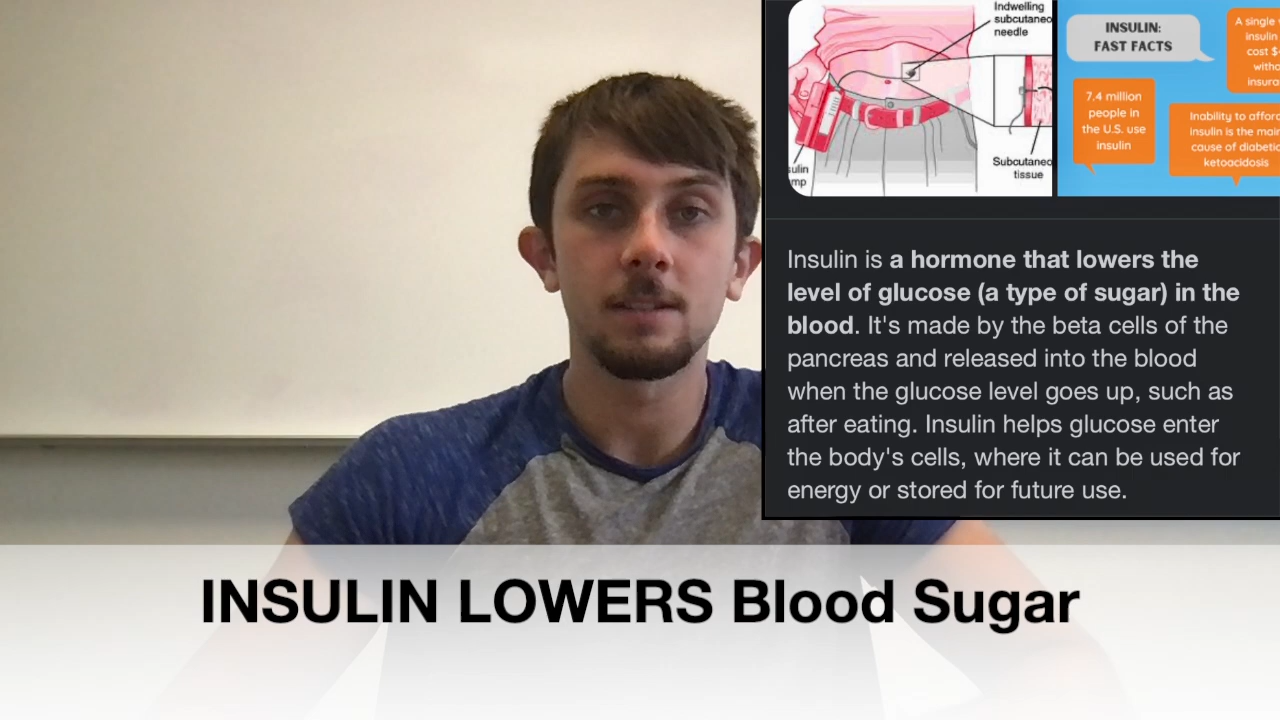 Indwelling
subcutaneo
needle
sulin
mp
Subcutaneo
tissue
INSULIN:
FAST FACTS
7.4 million
people in
the U.S. use
insulin
A single
insulin
cost $
witho
insura
Inability to afford
insulin is the main
cause of diabetic
ketoacidosis
Insulin is a hormone that lowers the
level of glucose (a type of sugar) in the
blood. It's made by the beta cells of the
pancreas and released into the blood
when the glucose level goes up, such as
after eating. Insulin helps glucose enter
the body's cells, where it can be used for
energy or stored for future use.
INSULIN LOWERS Blood Sugar